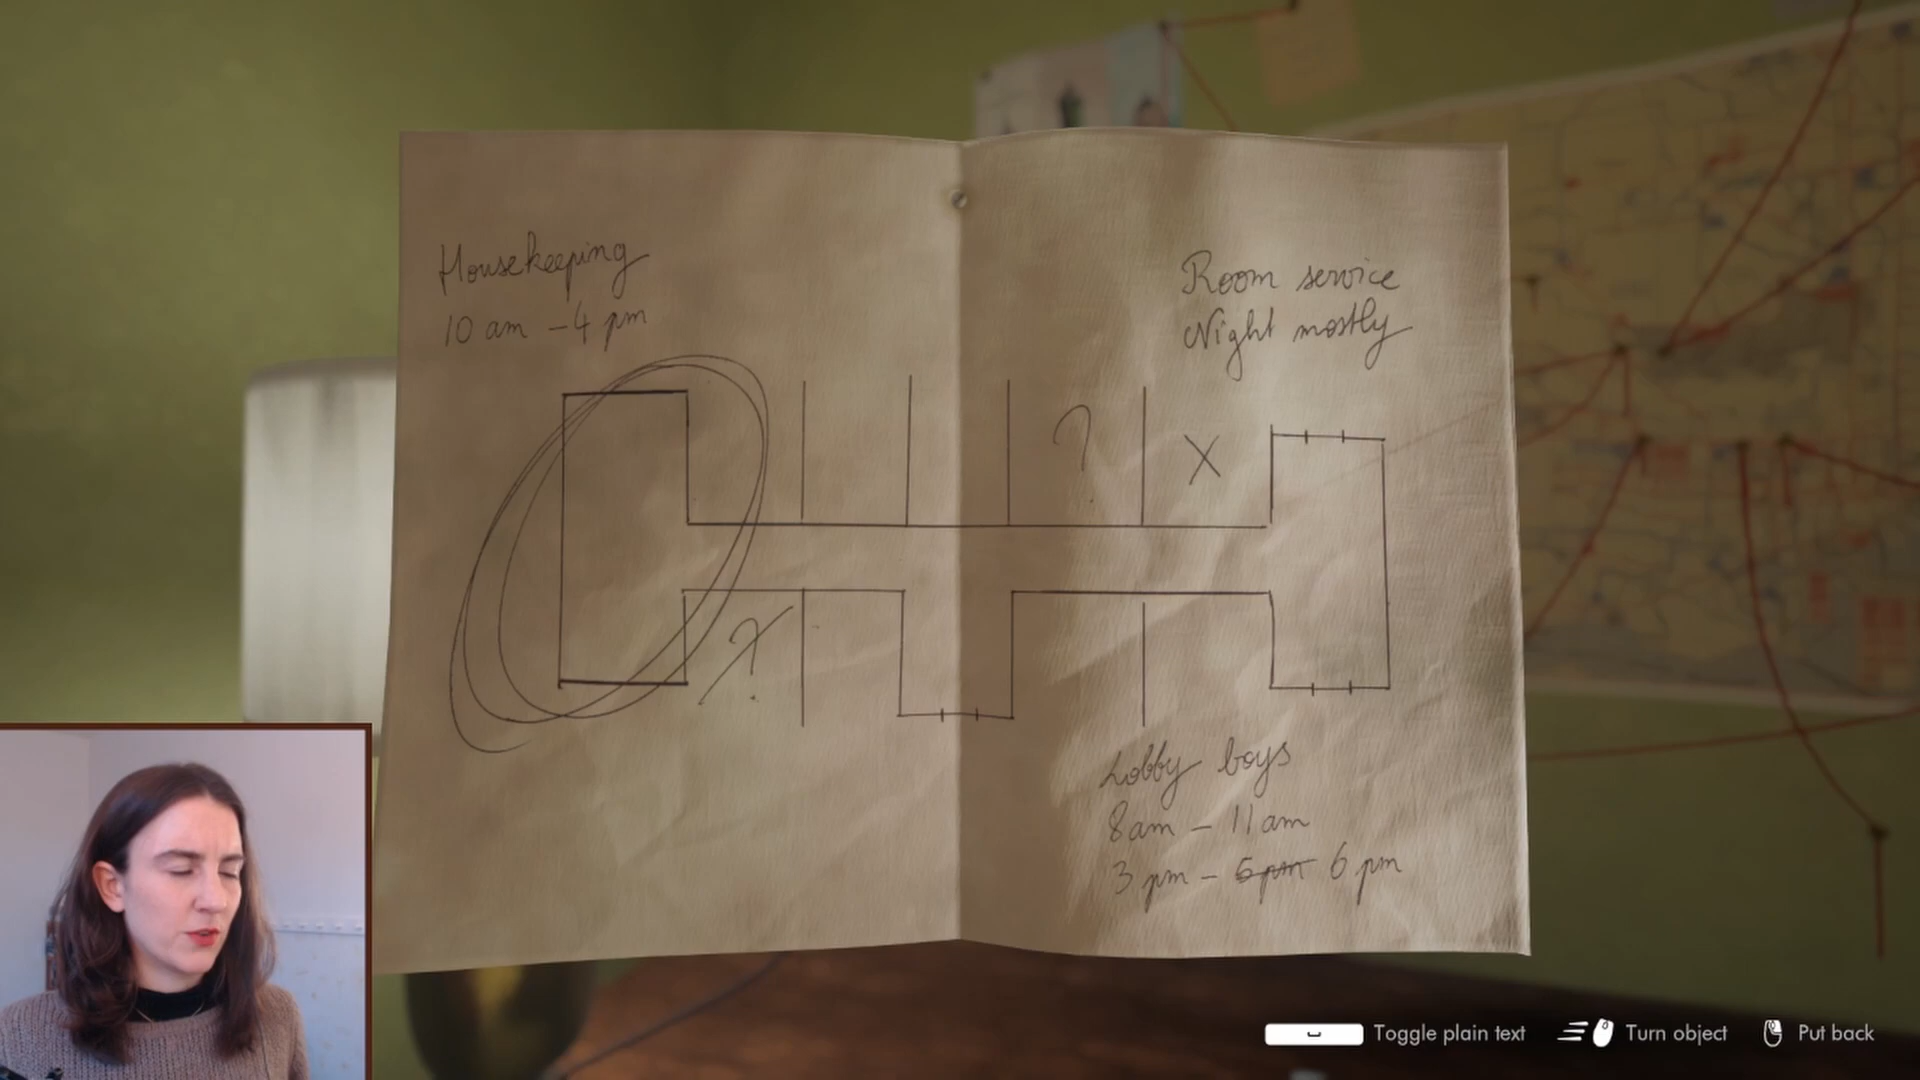 Housekeeping
10 am - 4 pm
Room service
Night mostly
?
X
?
Lobby boys
8am - 11am
3 pm - 5pm 6 pm
Toggle plain text
Turn object
Put back